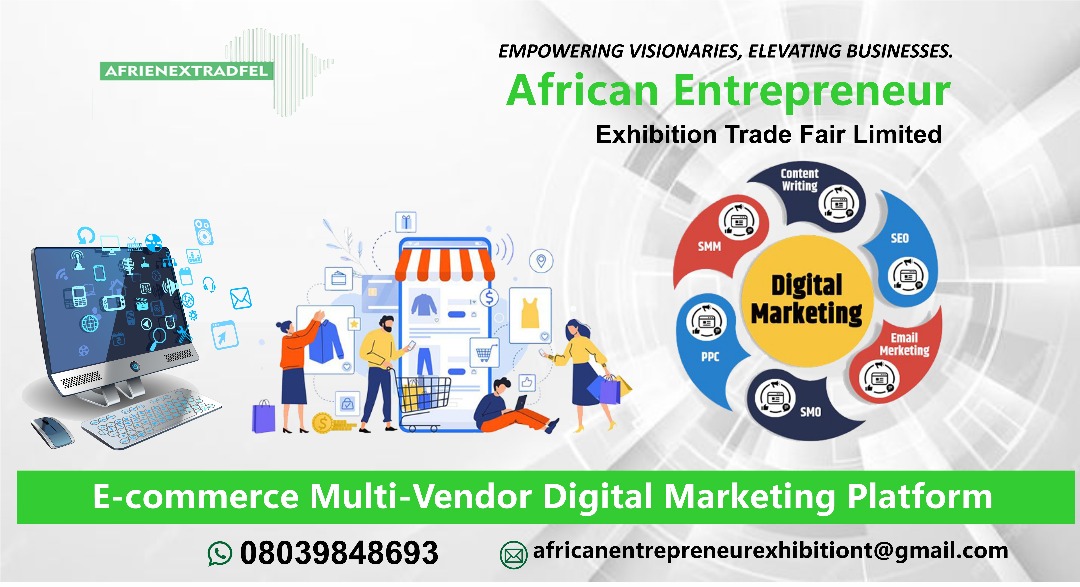 AFRIENEXTRADFEL
EMPOWERING VISIONARIES, ELEVATING BUSINESSES.
African Entrepreneur
Exhibition Trade Fair Limited
Content
Writing
SMM
SEO
Digital
Marketing
PPC
Email
Merketing
SMO
E-commerce Multi-Vendor Digital Marketing Platform
08039848693
africanentrepreneurexhibitiont@gmail.com